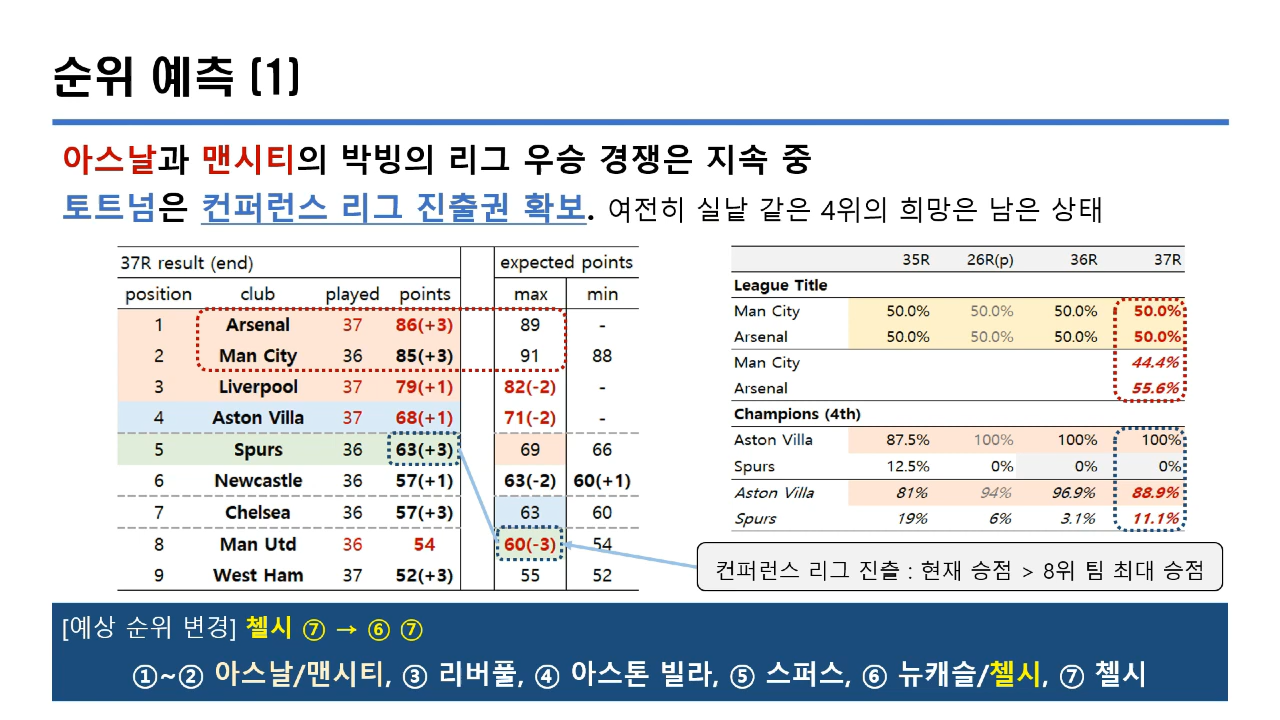 순위 예측 (1)
아스날과 맨시티의 박빙의 리그 우승 경쟁은 지속 중
토트넘은 컨퍼런스 리그 진출권 확보. 여전히 실낱 같은 4위의 희망은 남은 상태
37R result (end) expected points
position club played points max min
1 Arsenal 37 86(+3) 89 -
2 Man City 36 85(+3) 91 88
3 Liverpool 37 79(+1) 82(-2) -
4 Aston Villa 37 68(+1) 71(-2) -
5 Spurs 36 63(+3) 69 66
6 Newcastle 36 57(+1) 63(-2) 60(+1)
7 Chelsea 36 57(+3) 63 60
8 Man Utd 36 54 60(-3) 54
9 West Ham 37 52(+3) 55 52
35R 26R(p) 36R 37R
League Title
Man City 50.0% 50.0% 50.0% 50.0%
Arsenal 50.0% 50.0% 50.0% 50.0%
Man City 44.4%
Arsenal 55.6%
Champions (4th)
Aston Villa 87.5% 100% 100% 100%
Spurs 12.5% 0% 0% 0%
Aston Villa 81% 94% 96.9% 88.9%
Spurs 19% 6% 3.1% 11.1%
컨퍼런스 리그 진출 : 현재 승점 > 8위 팀 최대 승점
[예상 순위 변경] 첼시 ⑦ → ⑥ ⑦
①~② 아스날/맨시티, ③ 리버풀, ④ 아스톤 빌라, ⑤ 스퍼스, ⑥ 뉴캐슬/첼시, ⑦ 첼시